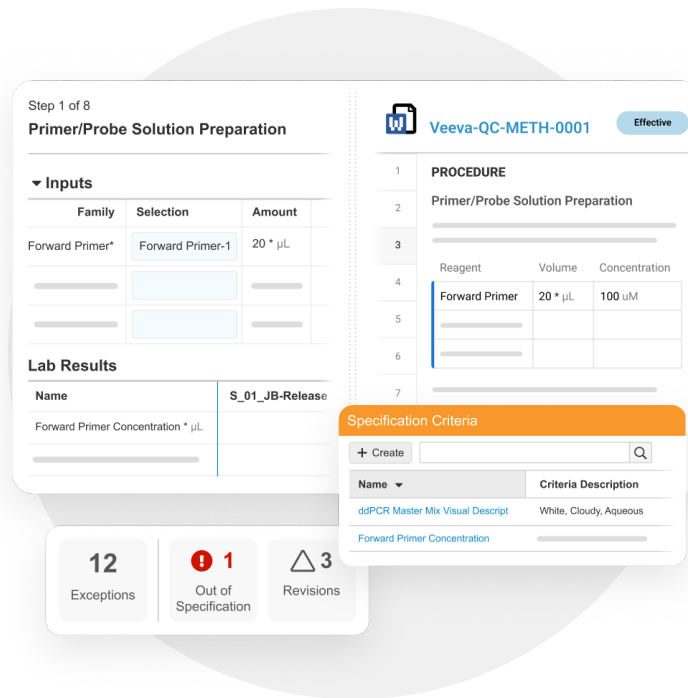 Step 1 of 8
Primer/Probe Solution Preparation
Inputs
Family Selection Amount
Forward Primer* Forward Primer-1 20 * µL
Lab Results
Name S_01_JB-Release
Forward Primer Concentration * µL
W Veeva-QC-METH-0001 Effective
1 PROCEDURE
2 Primer/Probe Solution Preparation
3
Reagent Volume Concentration
4
Forward Primer 20 * µL 100 uM
5
6
7
Specification Criteria
+ Create
Name Criteria Description
ddPCR Master Mix Visual Descript White, Cloudy, Aqueous
Forward Primer Concentration
12
Exceptions
! 1
Out of
Specification
3
Revisions